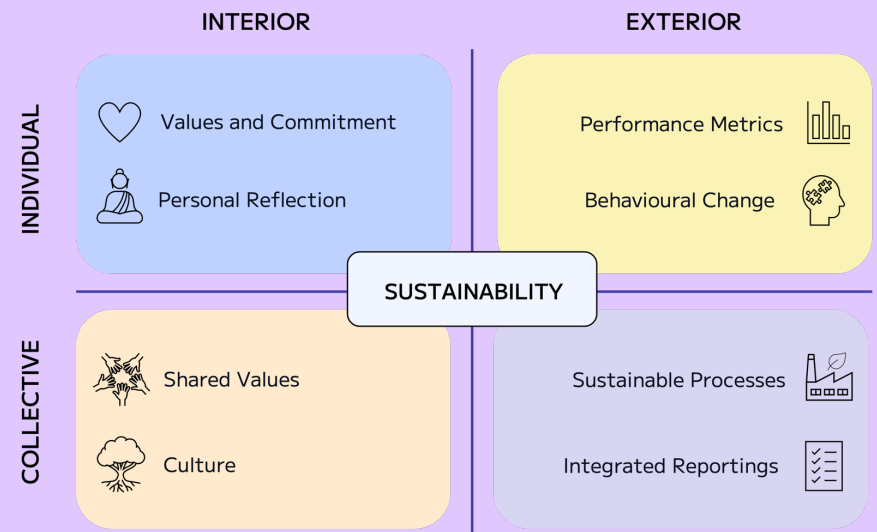 INTERIOR
EXTERIOR
INDIVIDUAL
Values and Commitment
Personal Reflection
Performance Metrics
Behavioural Change
SUSTAINABILITY
COLLECTIVE
Shared Values
Culture
Sustainable Processes
Integrated Reportings